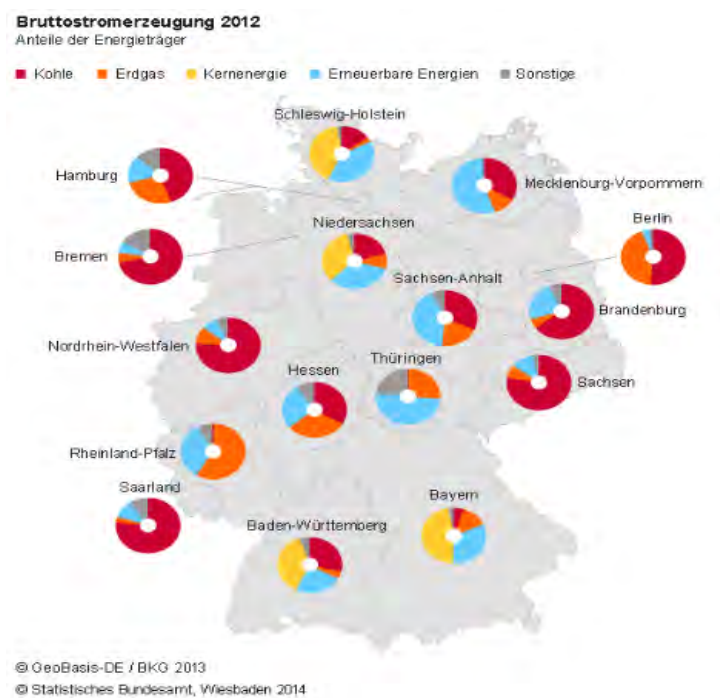 Bruttostromerzeugung 2012
Anteile der Energieträger
Kohle Erdgas Kernenergie Erneuerbare Energien Sonstige
Schleswig-Holstein
Hamburg
Mecklenburg-Vorpommern
Niedersachsen
Berlin
Bremen
Sachsen-Anhalt
Brandenburg
Nordrhein-Westfalen
Thüringen
Hessen
Sachsen
Rheinland-Pfalz
Saarland
Bayern
Baden-Württemberg
© GeoBasis-DE / BKG 2013
© Statistisches Bundesamt, Wiesbaden 2014